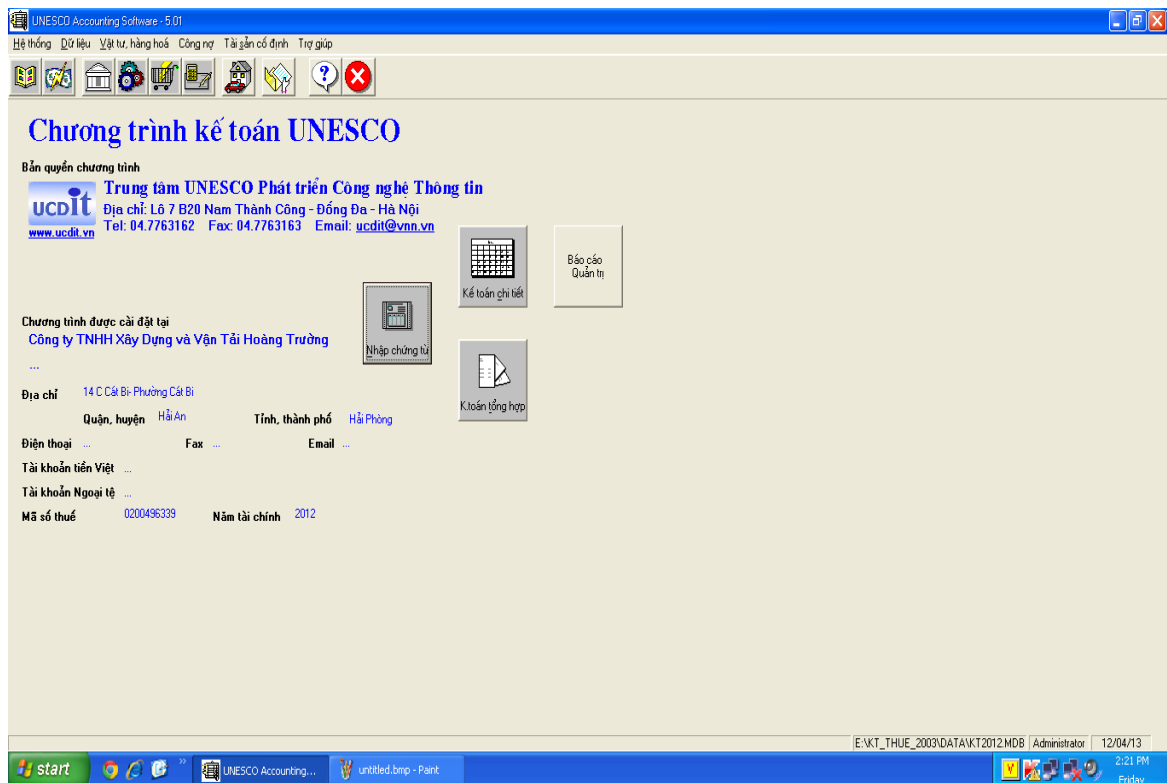 UNESCO Accounting Software - 5.01
Hệ thống Dữ liệu Vật tư, hàng hoá Công nợ Tài sản cố định Trợ giúp
Chương trình kế toán UNESCO
Bản quyền chương trình
Trung tâm UNESCO Phát triển Công nghệ Thông tin
UCDIT
Địa chỉ: Lô 7 B20 Nam Thành Công - Đống Đa - Hà Nội
www.ucdit.vn Tel: 04.7763162 Fax: 04.7763163 Email: ucdit@vnn.vn
Kế toán chi tiết
Báo cáo
Quản trị
Chương trình được cài đặt tại
Công ty TNHH Xây Dựng và Vận Tải Hoàng Trường
Nhập chứng từ
...
Địa chỉ 14 C Cát Bi- Phường Cát Bi
K.toán tổng hợp
Quận, huyện Hải An Tỉnh, thành phố Hải Phòng
Điện thoại ... Fax ... Email ...
Tài khoản tiền Việt ...
Tài khoản Ngoại tệ ...
Mã số thuế 0200496339 Năm tài chính 2012
E:\KT_THUE_2003\DATA\KT2012.MDB Administrator 12/04/13
start UNESCO Accounting... untitled.bmp - Paint 2:21 PM
Friday